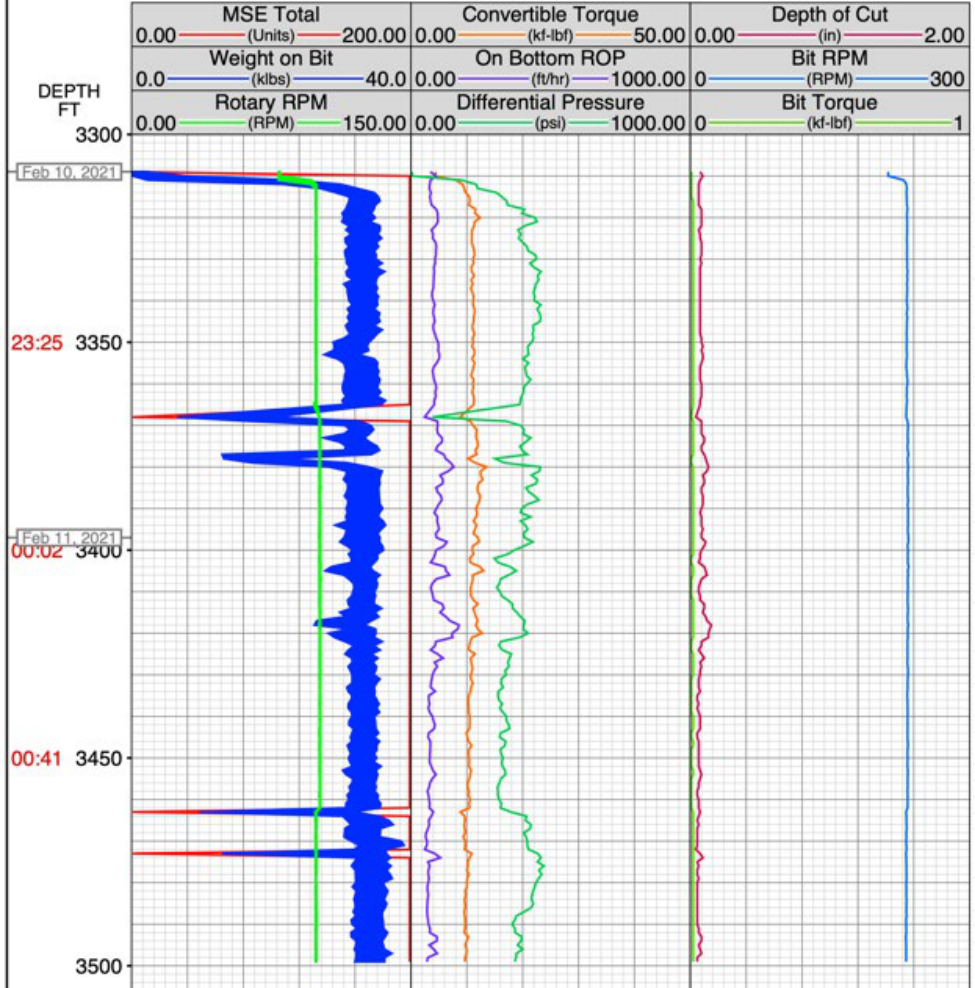 MSE Total
0.00 (Units) 200.00
Weight on Bit
0.0 (klbs) 40.0
Rotary RPM
0.00 (RPM) 150.00
Convertible Torque
0.00 (kf-lbf) 50.00
On Bottom ROP
0.00 (ft/hr) 1000.00
Differential Pressure
0.00 (psi) 1000.00
Depth of Cut
0.00 (in) 2.00
Bit RPM
0 (RPM) 300
Bit Torque
0 (kf-lbf) 1
DEPTH
FT
3300
Feb 10, 2021
23:25 3350
Feb 11, 2021
00:02 3400
00:41 3450
3500